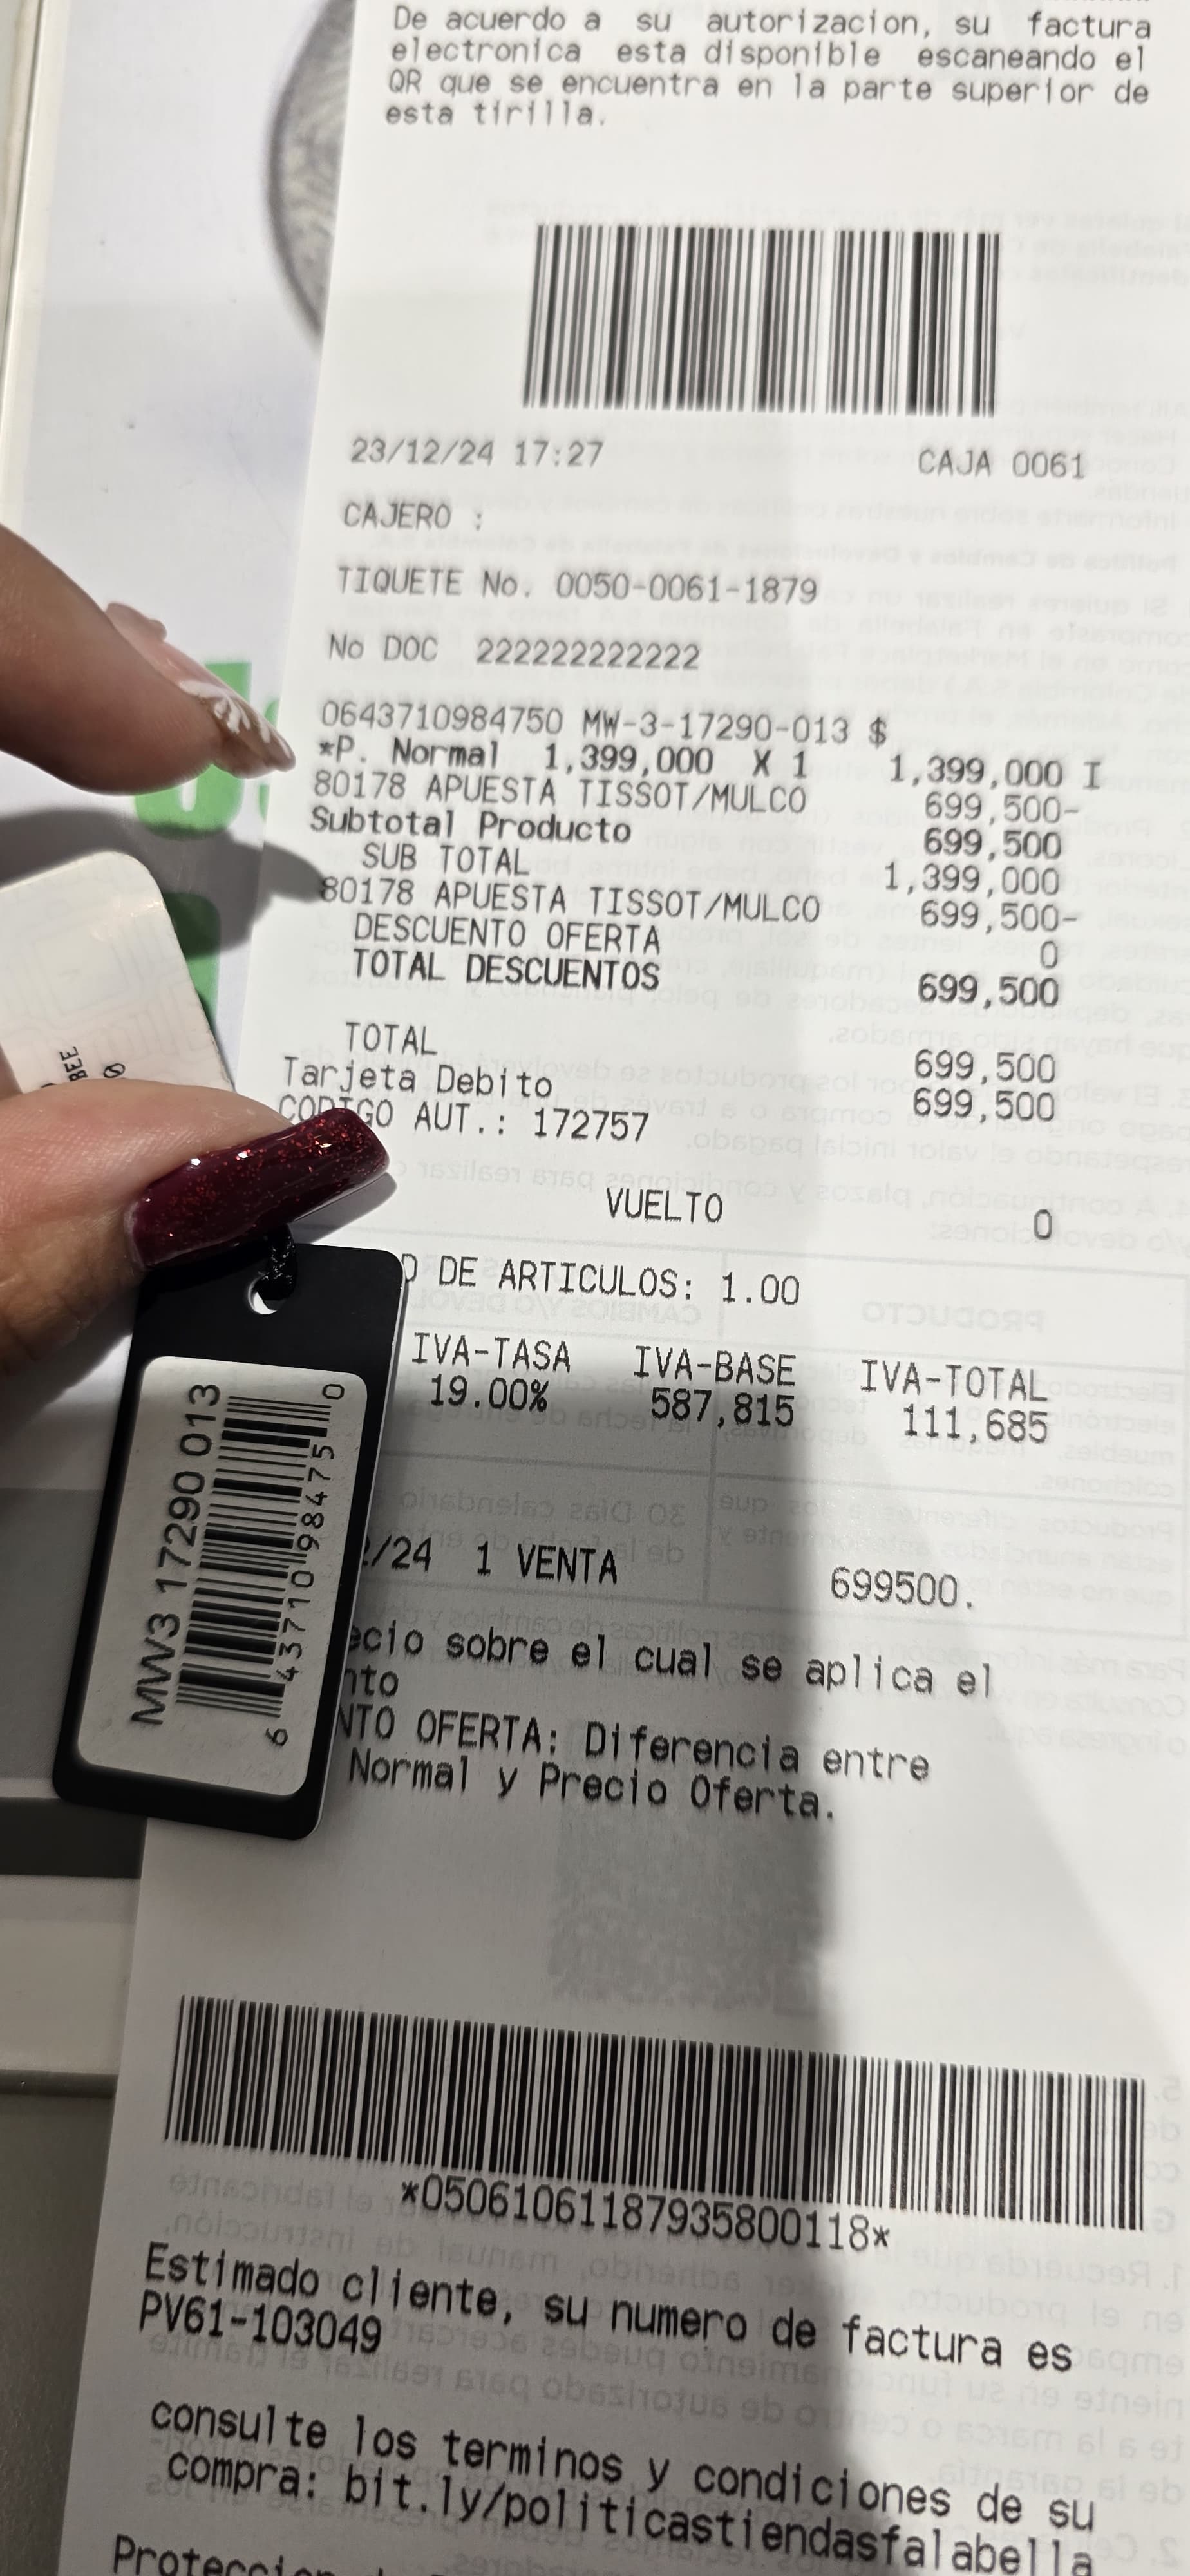 De acuerdo a su autorizacion, su factura
electronica esta disponible escaneando el
QR que se encuentra en la parte superior de
esta tirilla.
23/12/24 17:27 CAJA 0061
CAJERO :
TIQUETE No. 0050-0061-1879
No DOC 222222222222
0643710984750 MW-3-17290-013 $
*P. Normal 1,399,000 X 1 1,399,000 I
80178 APUESTA TISSOT/MULCO 699,500-
Subtotal Producto 699,500
SUB TOTAL 1,399,000
80178 APUESTA TISSOT/MULCO 699,500-
DESCUENTO OFERTA 0
TOTAL DESCUENTOS 699,500
TOTAL 699,500
Tarjeta Debito 699,500
CODIGO AUT.: 172757
VUELTO 0
O DE ARTICULOS: 1.00
IVA-TASA IVA-BASE IVA-TOTAL
19.00% 587,815 111,685
/24 1 VENTA 699500.
ecio sobre el cual se aplica el
nto
NTO OFERTA: Diferencia entre
Normal y Precio Oferta.
MW3 17290 013
6 43710 98475 0
BEE
*05061061187935800118*
Estimado cliente, su numero de factura es
PV61-103049
consulte los terminos y condiciones de su
compra: bit.ly/politicastiendasfalabella